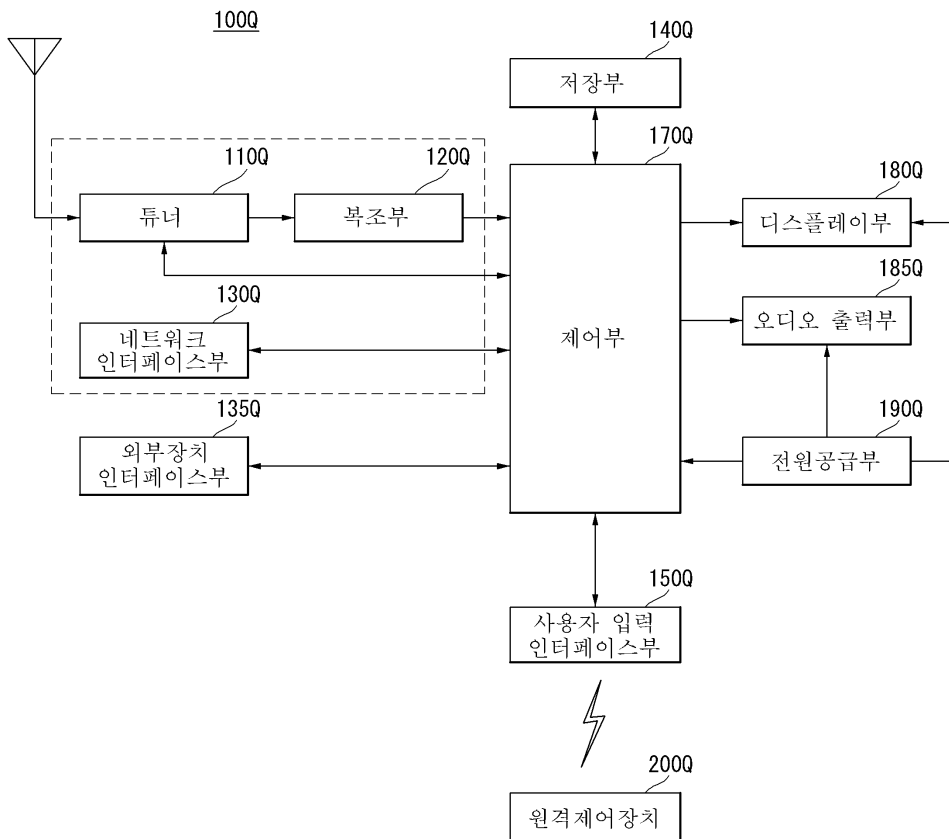 100Q
140Q
저장부
170Q
제어부
110Q
튜너
120Q
복조부
180Q
디스플레이부
130Q
네트워크
인터페이스부
185Q
오디오 출력부
135Q
외부장치
인터페이스부
190Q
전원공급부
150Q
사용자 입력
인터페이스부
200Q
원격제어장치